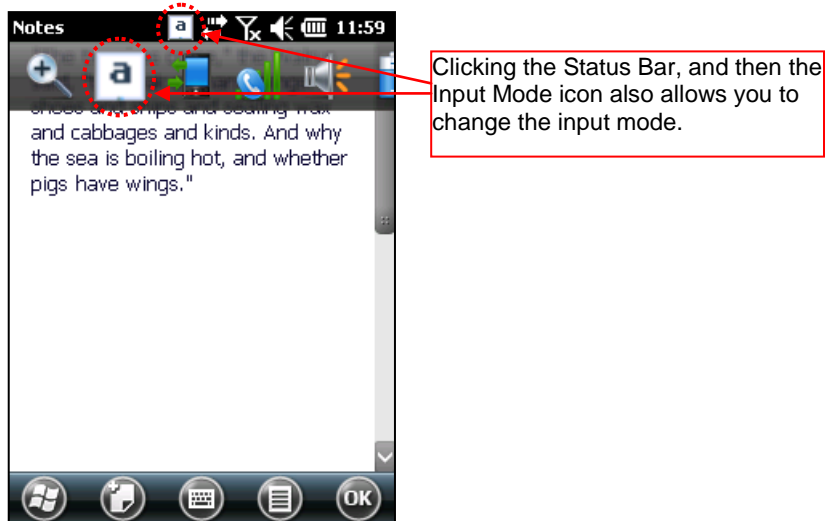 Notes
a
11:59
a
and cabbages and kinds. And why
the sea is boiling hot, and whether
pigs have wings."
OK
Clicking the Status Bar, and then the
Input Mode icon also allows you to
change the input mode.